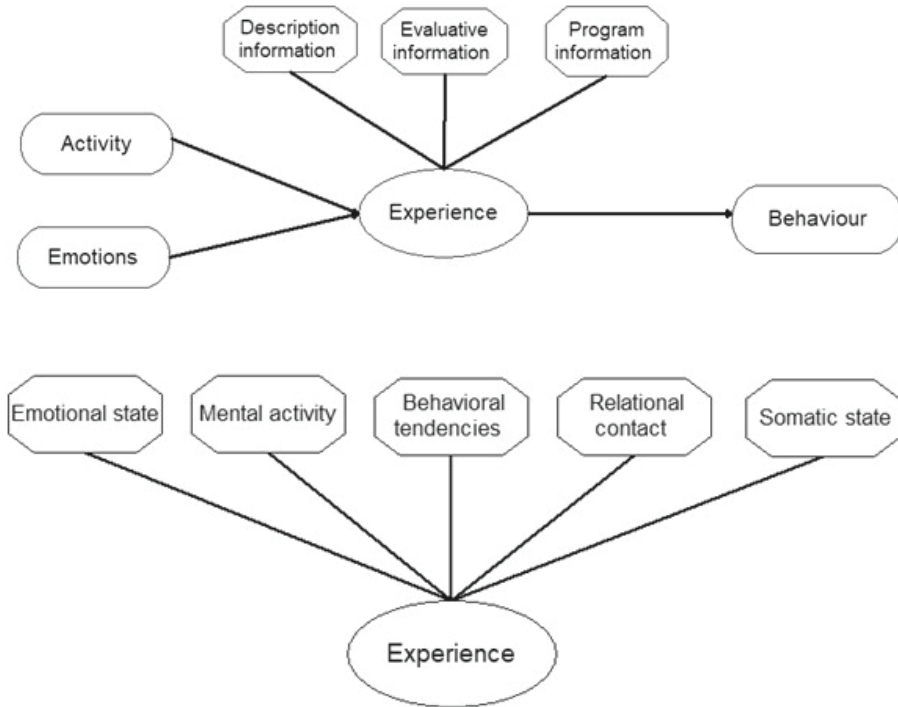 Description
information
Evaluative
information
Program
information
Activity
Emotions
Experience
Behaviour
Emotional state
Mental activity
Behavioral
tendencies
Relational
contact
Somatic state
Experience